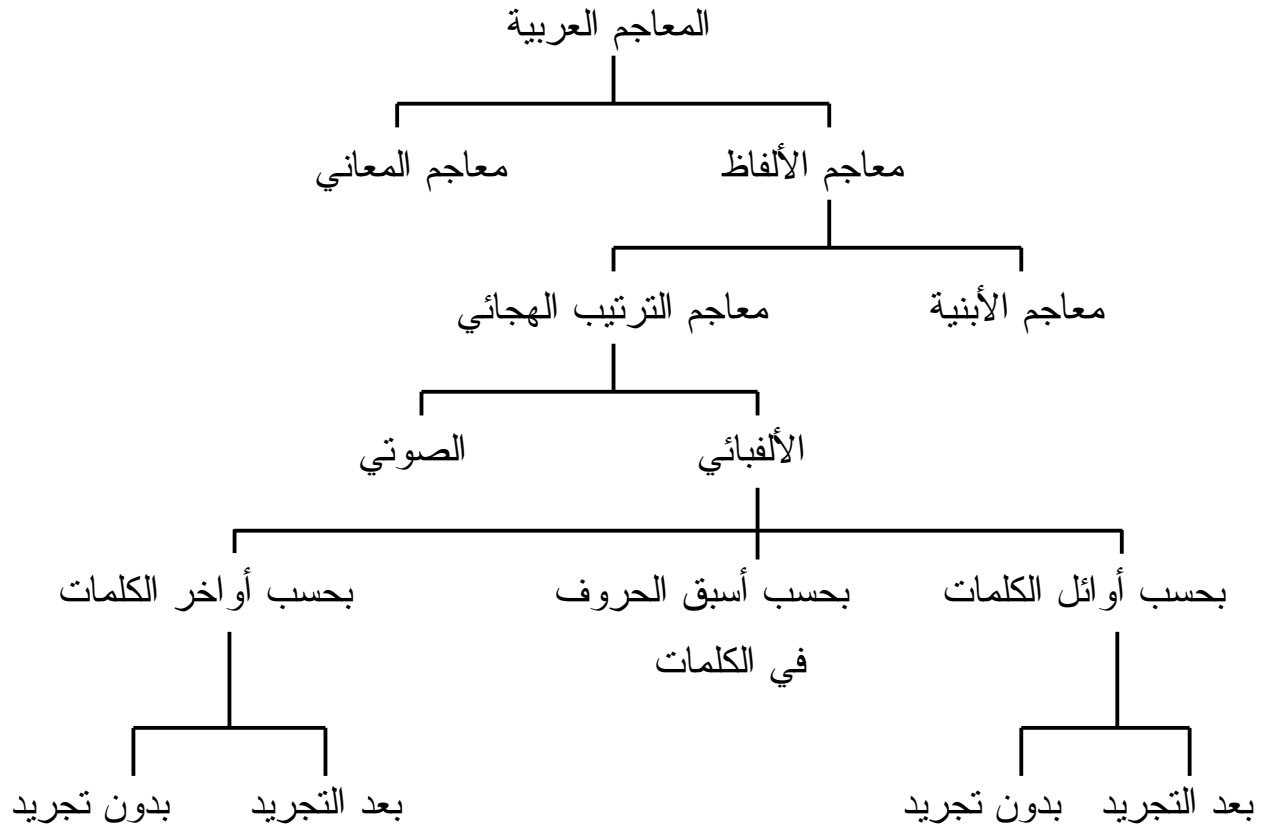 المعاجم العربية
معاجم الألفاظ معاجم المعاني
معاجم الأبنية معاجم الترتيب الهجائي
الألفبائي الصوتي
بحسب أوائل الكلمات بحسب أسبق الحروف بحسب أواخر الكلمات
في الكلمات
بعد التجريد بدون تجريد بعد التجريد بدون تجريد